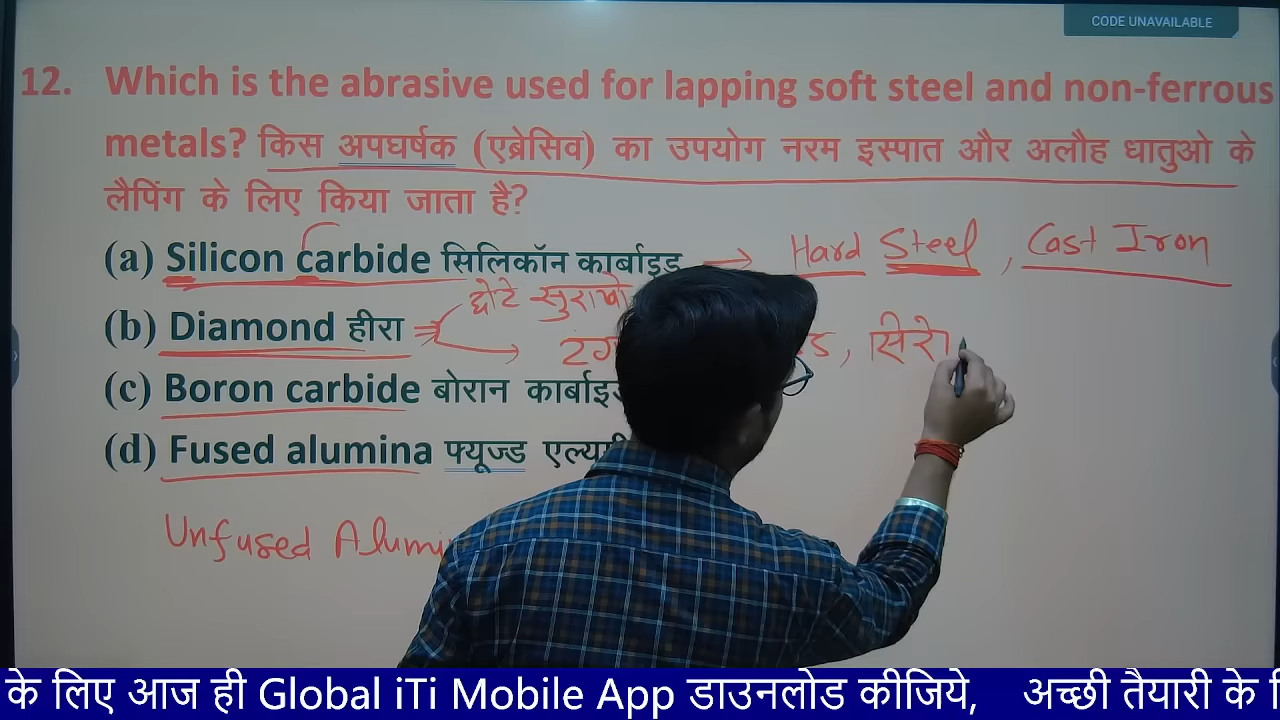 CODE UNAVAILABLE
12. Which is the abrasive used for lapping soft steel and non-ferrous
metals? किस अपघर्षक (एब्रेसिव) का उपयोग नरम इस्पात और अलौह धातुओ के
लैपिंग के लिए किया जाता है?
(a) Silicon carbide सिलिकॉन कार्बाइड → Hard Steel, Cast Iron
छोटे सुराखो
(b) Diamond हीरा
(c) Boron carbide बोरान
(d) Fused alumina फ्यूज्ड
Unfused
के लिए आज ही Global iTi Mobile App डाउनलोड कीजिये, अच्छी तैयारी के